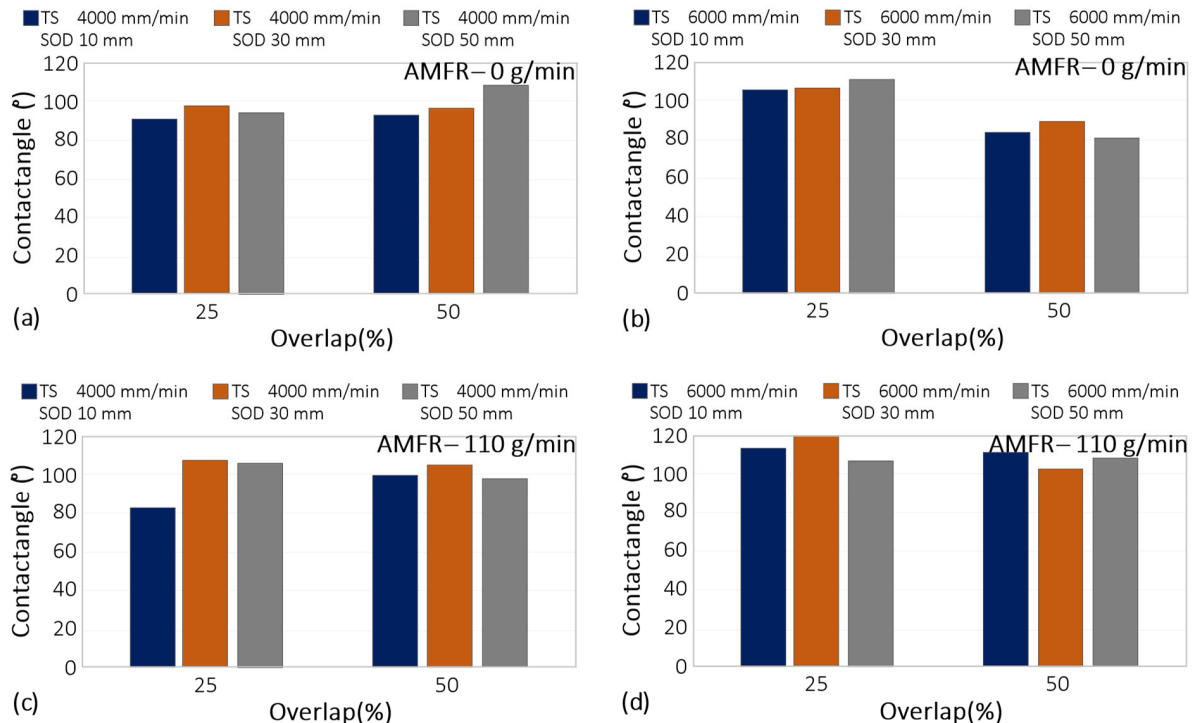 TS 4000 mm/min TS 4000 mm/min TS 4000 mm/min
SOD 10 mm SOD 30 mm SOD 50 mm
AMFR– 0 g/min
120
100
80
60
40
20
0
Contactangle (º)
25 50
Overlap(%)
(a)
TS 6000 mm/min TS 6000 mm/min TS 6000 mm/min
SOD 10 mm SOD 30 mm SOD 50 mm
AMFR– 0 g/min
120
100
80
60
40
20
0
Contactangle (º)
25 50
Overlap(%)
(b)
TS 4000 mm/min TS 4000 mm/min TS 4000 mm/min
SOD 10 mm SOD 30 mm SOD 50 mm
AMFR– 110 g/min
120
100
80
60
40
20
0
Contactangle (º)
25 50
Overlap(%)
(c)
TS 6000 mm/min TS 6000 mm/min TS 6000 mm/min
SOD 10 mm SOD 30 mm SOD 50 mm
AMFR– 110 g/min
120
100
80
60
40
20
0
Contactangle (º)
25 50
Overlap(%)
(d)